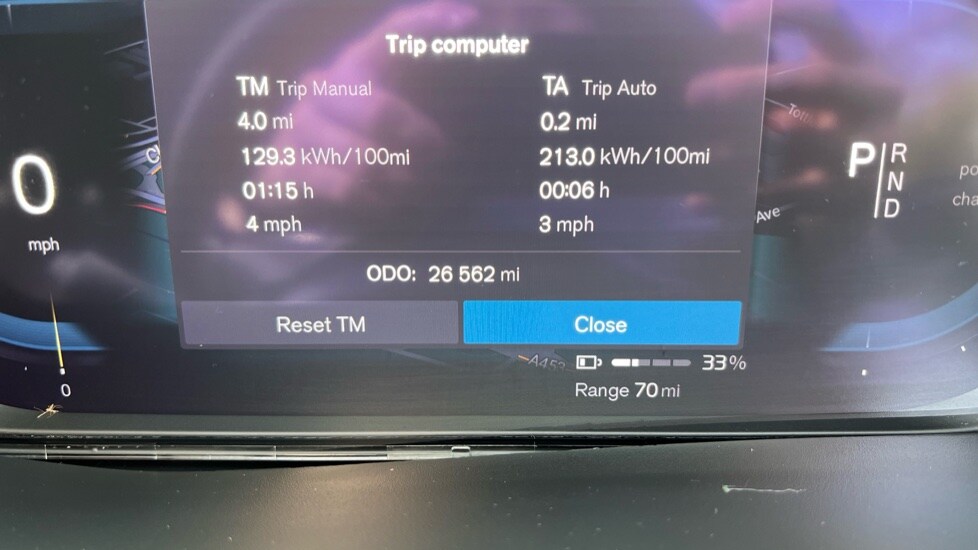 Trip computer
TM Trip Manual
TA Trip Auto
4.0 mi
0.2 mi
129.3 kWh/100mi
213.0 kWh/100mi
01:15 h
00:06 h
4 mph
3 mph
ODO: 26 562 mi
Reset TM
Close
33%
Range 70 mi
0
mph
0
P
R
N
D
Ave
po
cha